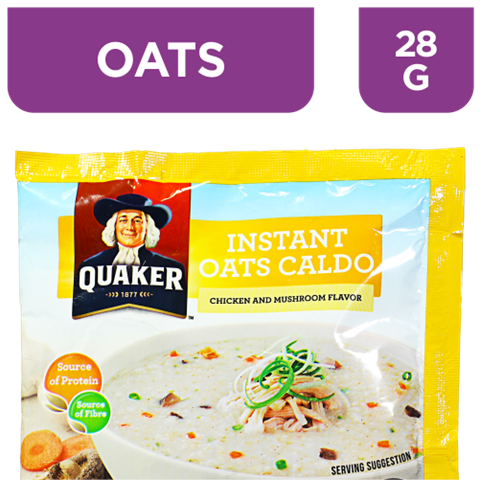 OATS
28
G
INSTANT
OATS CALDO
QUAKER
1877
CHICKEN AND MUSHROOM FLAVOR
Source
of Protein
Source
of Fibre
SERVING SUGGESTION
TM